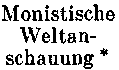 Monistische
Weltan-
schauung *